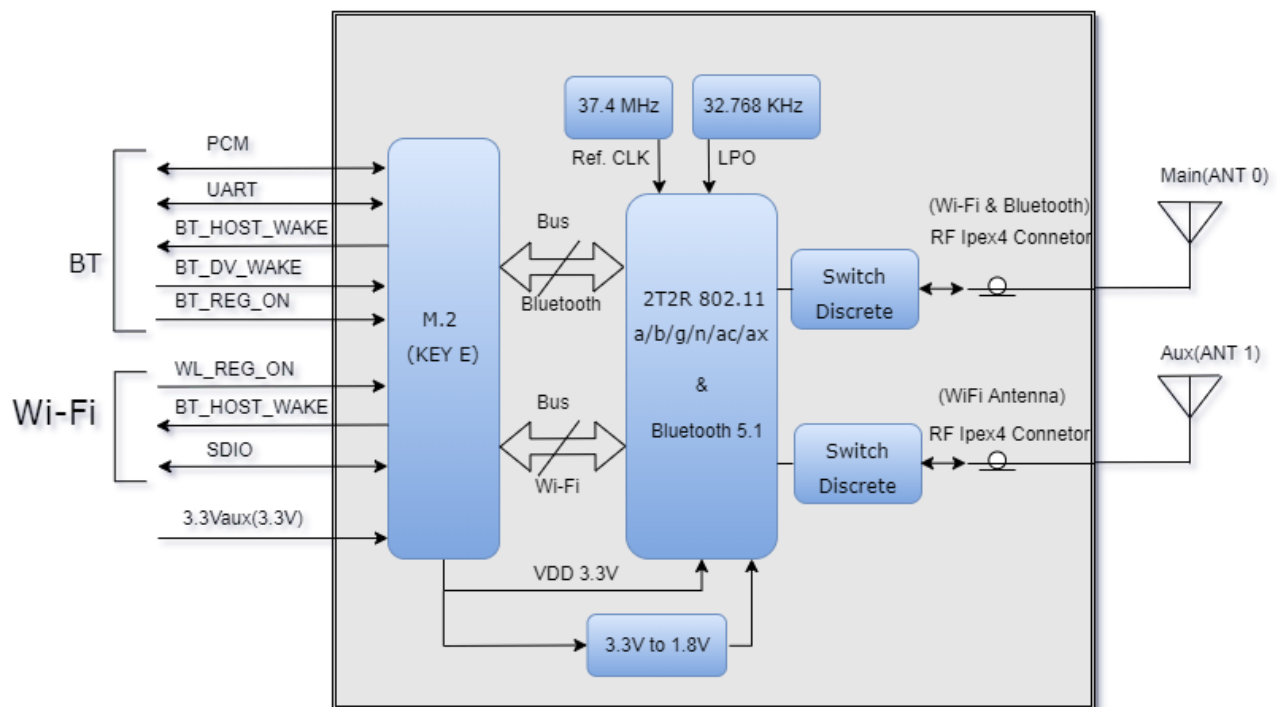 37.4 MHz
32.768 KHz
Ref. CLK
LPO
BT
PCM
UART
BT_HOST_WAKE
BT_DV_WAKE
BT_REG_ON
Wi-Fi
WL_REG_ON
BT_HOST_WAKE
SDIO
3.3Vaux(3.3V)
M.2
(KEY E)
Bus
Bluetooth
Bus
Wi-Fi
2T2R 802.11
a/b/g/n/ac/ax
&
Bluetooth 5.1
Switch
Discrete
(Wi-Fi & Bluetooth)
RF Ipex4 Connetor
Main(ANT 0)
Switch
Discrete
(WiFi Antenna)
RF Ipex4 Connetor
Aux(ANT 1)
VDD 3.3V
3.3V to 1.8V